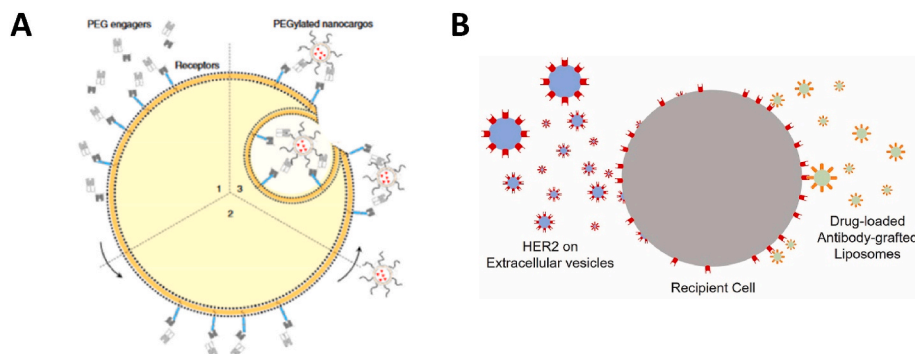 A
PEG engagers
PEGylated nanocargos
Receptors
1
3
2
B
HER2 on
Extracellular vesicles
Recipient Cell
Drug-loaded
Antibody-grafted
Liposomes